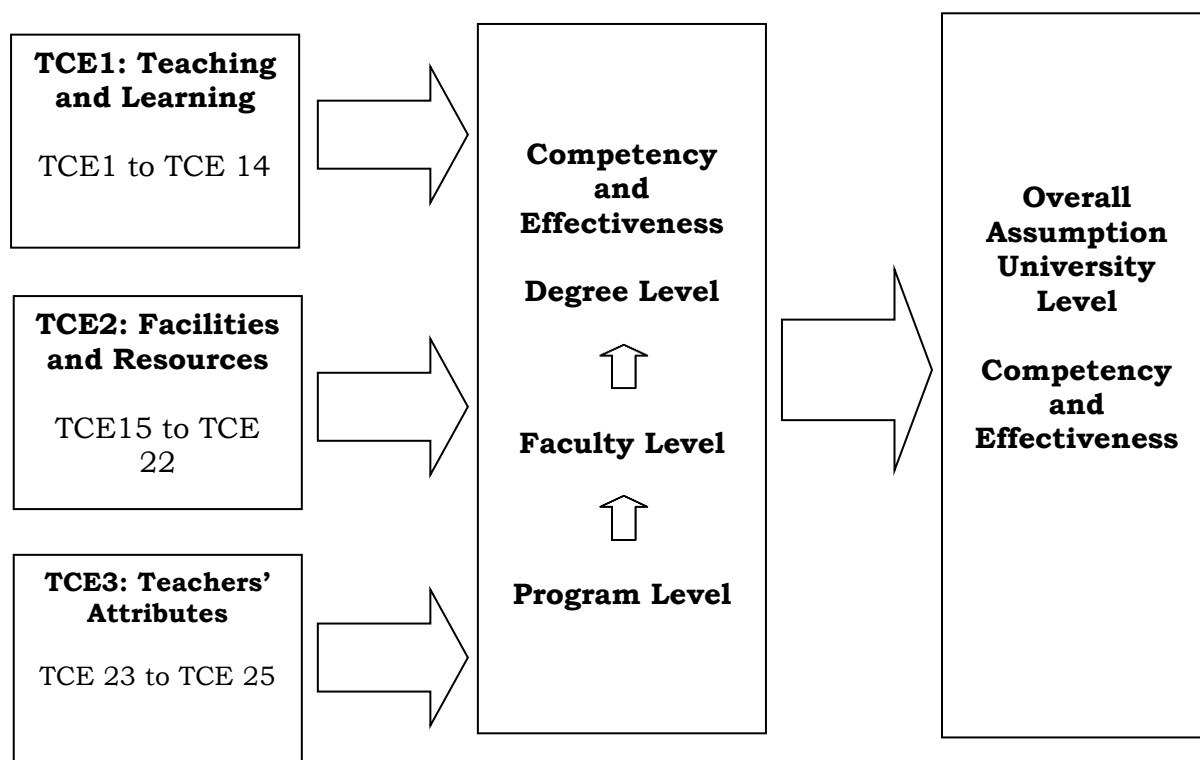 TCE1: Teaching
and Learning
TCE1 to TCE 14
TCE2: Facilities
and Resources
TCE15 to TCE
22
TCE3: Teachers’
Attributes
TCE 23 to TCE 25
Competency
and
Effectiveness
Degree Level
Faculty Level
Program Level
Overall
Assumption
University
Level
Competency
and
Effectiveness